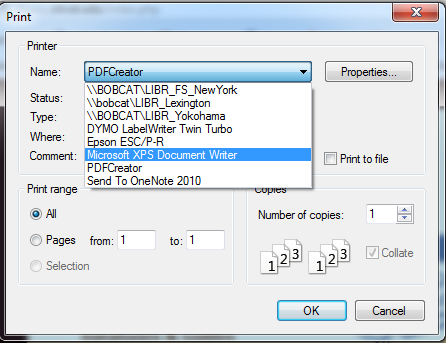 Print
Printer
Name:
PDFCreator
Properties...
\\BOBCAT\LIBR_FS_NewYork
Status:
\\bobcat\LIBR_Lexington
Type:
\\BOBCAT\LIBR_Yokohama
DYMO LabelWriter Twin Turbo
Where:
Epson ESC/P-R
Comment:
Microsoft XPS Document Writer
Print to file
PDFCreator
Send To OneNote 2010
Print range
All
Pages from: 1 to: 1
Selection
Copies
Number of copies: 1
1 2 3 1 2 3
Collate
OK Cancel